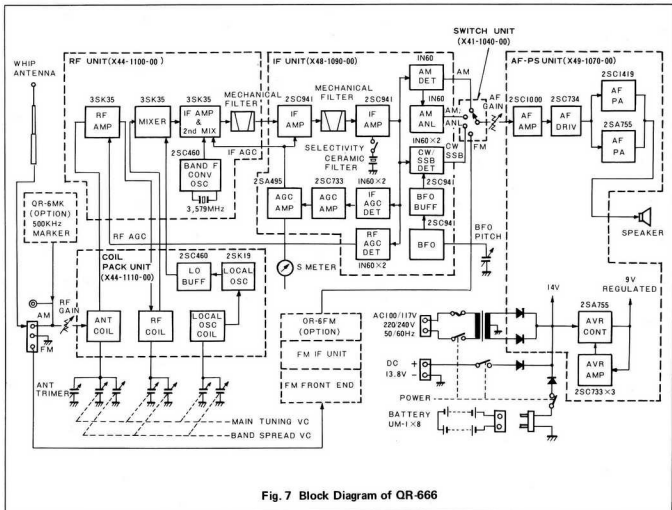 SWITCH UNIT
(X41-1040-00)
RF UNIT(X44-1100-00)
IF UNIT(X48-1090-00)
AF-PS UNIT(X49-1070-00)
WHIP
ANTENNA
3SK35
RF
AMP
3SK35
MIXER
3SK35
IF AMP
&
2nd MIX
MECHANICAL
FILTER
2SC941
IF
AMP
MECHANICAL
FILTER
2SC941
IF
AMP
IN60
AM
DET
AM
IN60
AM
ANL
AM,
ANL
AF
GAIN
2SC1000
AF
AMP
2SC734
AF
DRIV
2SC1419
AF
PA
2SA755
AF
PA
FM
IF AGC
2SC460
BAND F
CONV
OSC
3,579MHz
SELECTIVITY
CERAMIC
FILTER
IN60×2
CW/
SSB
DET
CW
SSB
2SA495
AGC
AMP
2SC733
AGC
AMP
IN60×2
IF
AGC
DET
2SC941
BFO
BUFF
2SC941
BFO
BFO
PITCH
RF AGC
RF
AGC
DET
IN60×2
S METER
SPEAKER
QR-6MK
(OPTION)
500KHz
MARKER
COIL
PACK UNIT
(X44-1110-00)
2SC460
LO
BUFF
2SK19
LOCAL
OSC
AM
RF
GAIN
FM
ANT
COIL
RF
COIL
LOCAL
OSC
COIL
QR-6FM
(OPTION)
FM IF UNIT
FM FRONT END
AC100/117V
220/240V
50/60Hz
14V
9V
REGULATED
2SA755
AVR
CONT
AVR
AMP
2SC733×3
DC +
13.8V -
POWER
BATTERY
UM-1×8
ANT
TRIMER
MAIN TUNING VC
BAND SPREAD VC
Fig. 7 Block Diagram of QR-666